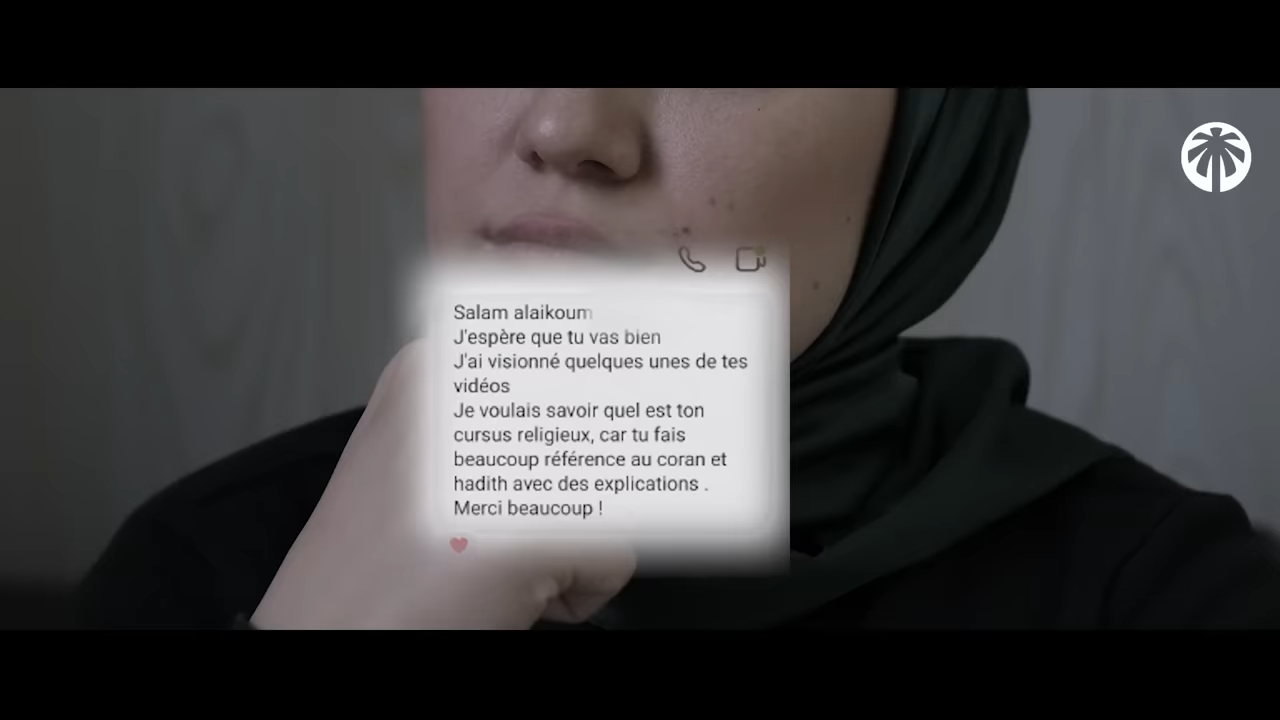 Salam alaikoum
J'espère que tu vas bien
J'ai visionné quelques unes de tes
vidéos
Je voulais savoir quel est ton
cursus religieux, car tu fais
beaucoup référence au coran et
hadith avec des explications .
Merci beaucoup !